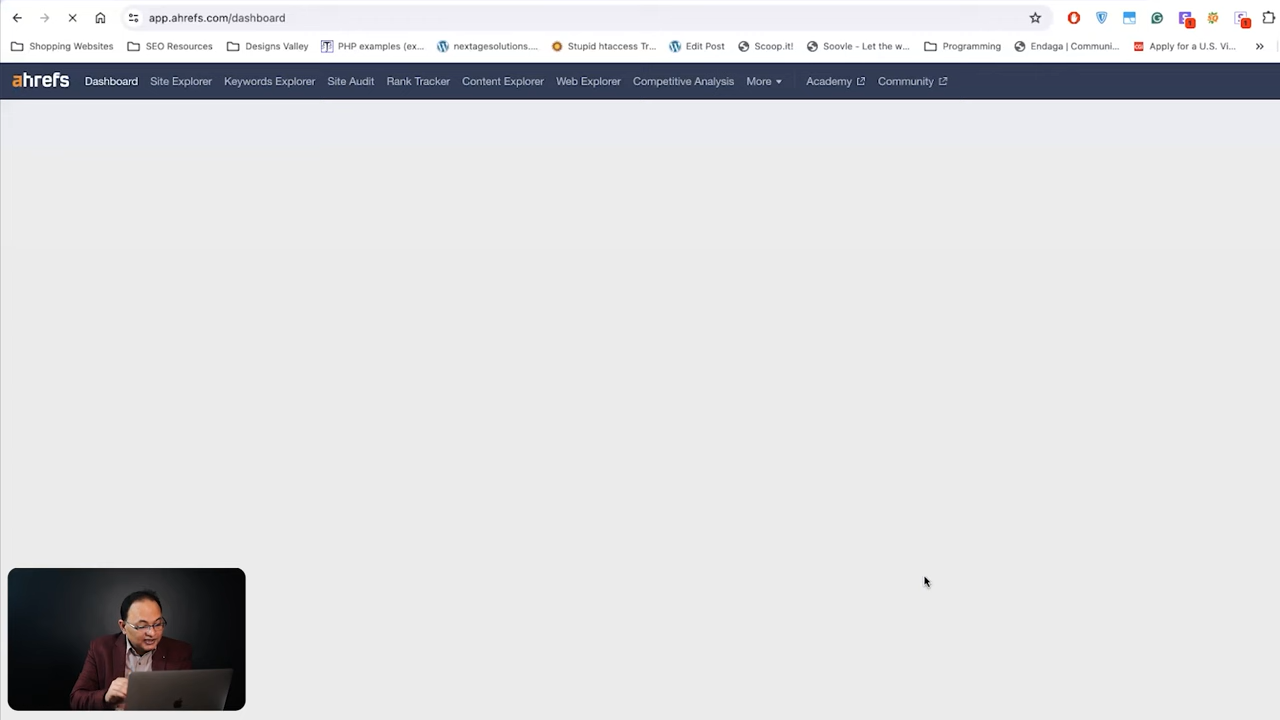 app.ahrefs.com/dashboard
Shopping Websites SEO Resources Designs Valley PHP examples (ex... nextagesolutions.... Stupid htaccess Tr... Edit Post Scoop.it! Soovle - Let the w... Programming Endaga | Communi... Apply for a U.S. Vi... »
ahrefs Dashboard Site Explorer Keywords Explorer Site Audit Rank Tracker Content Explorer Web Explorer Competitive Analysis More Academy Community